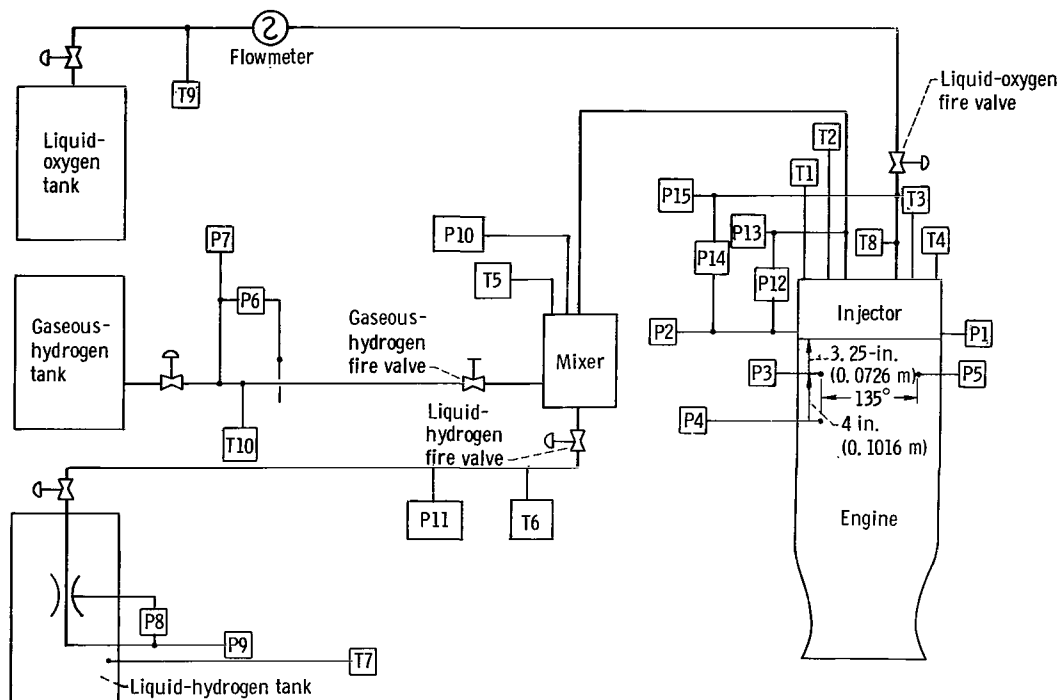 Flowmeter
T9
Liquid-
oxygen
tank
Liquid-oxygen
fire valve
T2
T1
P15
T3
P7
P10
P13
T8
T4
P14
P6
T5
P12
Gaseous-
hydrogen
tank
Gaseous-
hydrogen
fire valve
Mixer
Injector
P2
P1
3.25-in.
(0.0726 m)
P3
P5
135°
P4
4 in.
(0.1016 m)
T10
Liquid-
hydrogen
fire valve
P11
T6
Engine
P8
P9
T7
Liquid-hydrogen tank